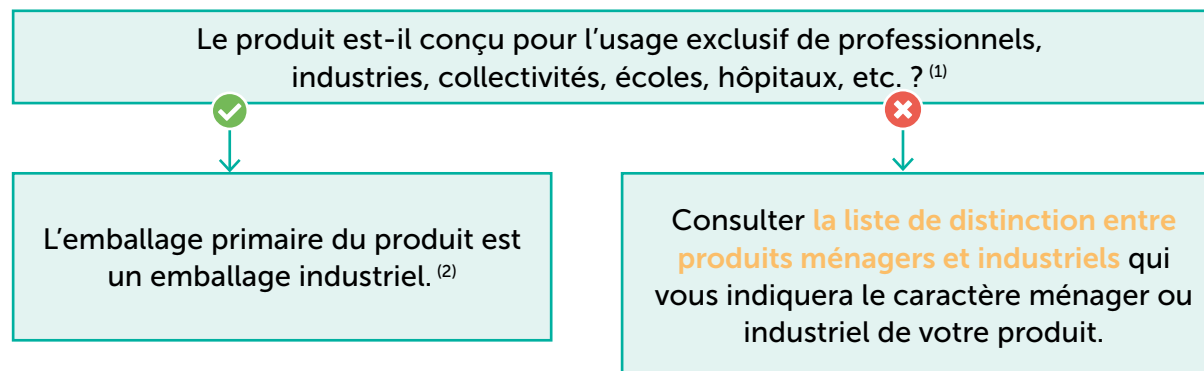 Le produit est-il conçu pour l’usage exclusif de professionnels,
industries, collectivités, écoles, hôpitaux, etc. ? (1)
L’emballage primaire du produit est
un emballage industriel. (2)
Consulter la liste de distinction entre
produits ménagers et industriels qui
vous indiquera le caractère ménager ou
industriel de votre produit.